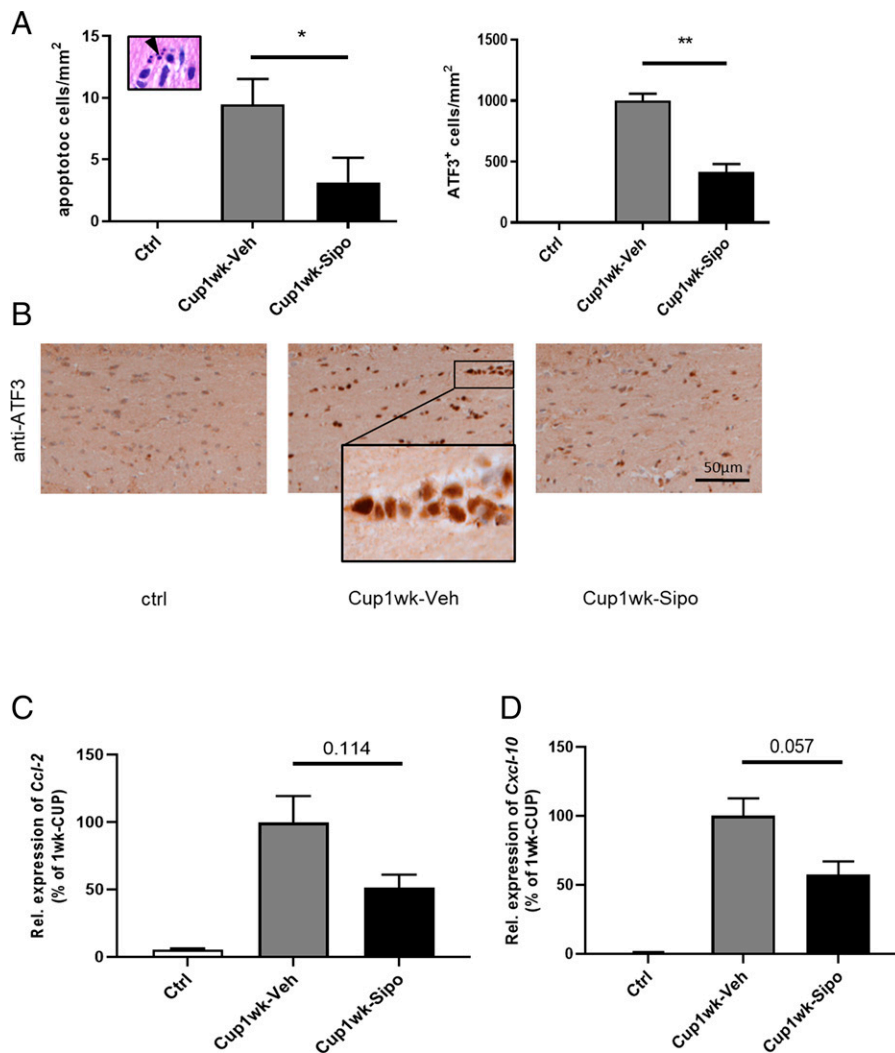 A
apoptotoc cells/mm²
15
10
5
0
*
Ctrl
Cup1wk-Veh
Cup1wk-Sipo
ATF3⁺ cells/mm²
1500
1000
500
0
**
Ctrl
Cup1wk-Veh
Cup1wk-Sipo
B
anti-ATF3
50μm
ctrl
Cup1wk-Veh
Cup1wk-Sipo
C
Rel. expression of Ccl-2
(% of 1wk-CUP)
150
100
50
0
0.114
Ctrl
Cup1wk-Veh
Cup1wk-Sipo
D
Rel. expression of Cxcl-10
(% of 1wk-CUP)
150
100
50
0
0.057
Ctrl
Cup1wk-Veh
Cup1wk-Sipo